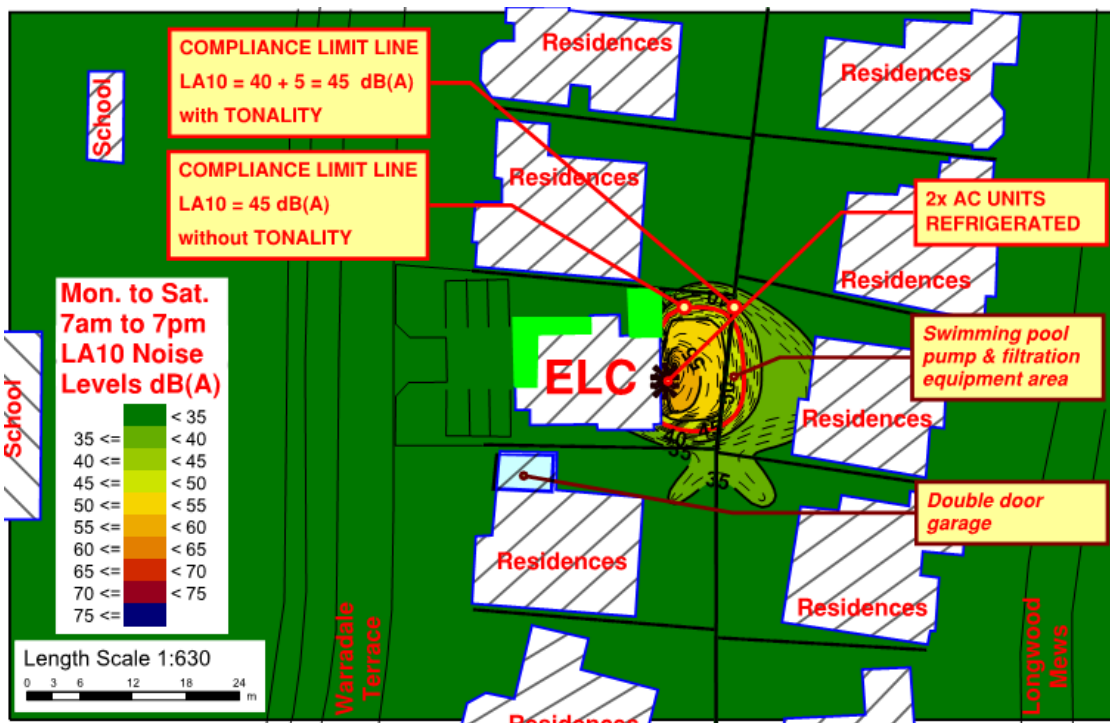 COMPLIANCE LIMIT LINE
LA10 = 40 + 5 = 45 dB(A)
with TONALITY
COMPLIANCE LIMIT LINE
LA10 = 45 dB(A)
without TONALITY
Residences
Residences
School
Residences
2x AC UNITS
REFRIGERATED
Residences
Mon. to Sat.
7am to 7pm
LA10 Noise
Levels dB(A)
< 35
35 <= < 40
40 <= < 45
45 <= < 50
50 <= < 55
55 <= < 60
60 <= < 65
65 <= < 70
70 <= < 75
75 <=
ELC
Swimming pool
pump & filtration
equipment area
School
Residences
40
35
35
50
Double door
garage
Residences
Residences
Warradale
Terrace
Longwood
Mews
Length Scale 1:630
0 3 6 12 18 24
m
Residences